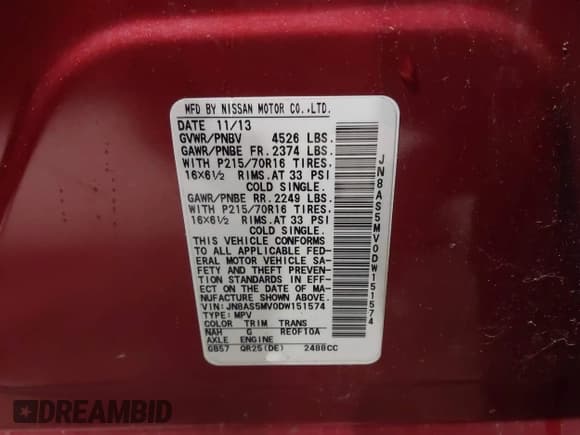 MFD BY NISSAN MOTOR CO.,LTD.
DATE 11/13
GVWR/PNBV 4526 LBS.
GAWR/PNBE FR. 2374 LBS.
WITH P215/70R16 TIRES.
16×6½ RIMS.AT 33 PSI
COLD SINGLE.
GAWR/PNBE RR. 2249 LBS.
WITH P215/70R16 TIRES.
16×6½ RIMS.AT 33 PSI
COLD SINGLE.
THIS VEHICLE CONFORMS
TO ALL APPLICABLE FED-
ERAL MOTOR VEHICLE SA-
FETY AND THEFT PREVEN-
TION STANDARDS IN EFF-
ECT ON THE DATE OF MA-
NUFACTURE SHOWN ABOVE.
VIN:JN8AS5MV0DW151574
TYPE:MPV
COLOR TRIM TRANS
NAH G RE0F10A
AXLE ENGINE
GB57 QR25(DE) 2488CC
JN8AS5MV0DW151574
DREAMBID